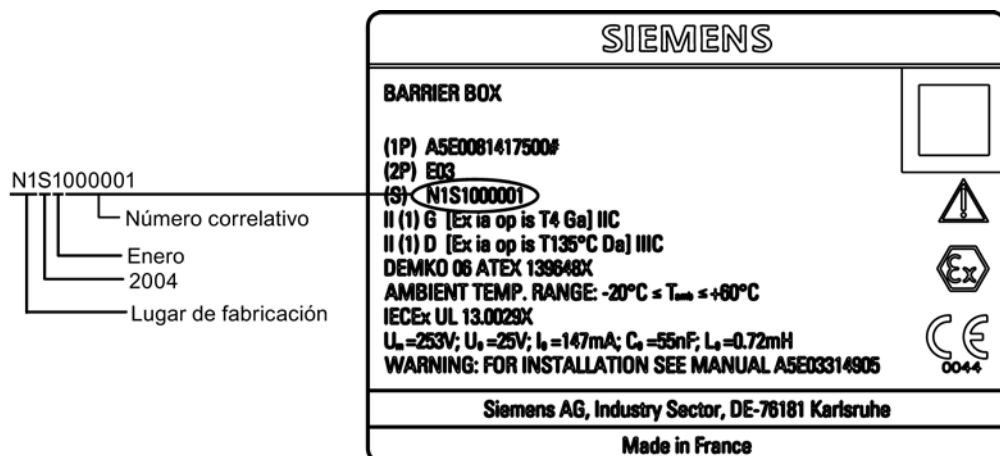 SIEMENS
BARRIER BOX
(1P) A5E0081417500#
(2P) E03
(S) N1S1000001
II (1) G [Ex ia op is T4 Ga] IIC
II (1) D [Ex ia op is T135°C Da] IIIC
DEMKO 06 ATEX 139648X
AMBIENT TEMP. RANGE: -20°C ≤ Tamb ≤ +60°C
IECEx UL 13.0029X
Um =253V; Uo =25V; Io =147mA; Co =55nF; Lo =0.72mH
WARNING: FOR INSTALLATION SEE MANUAL A5E03314905
Ex
CE
0044
Siemens AG, Industry Sector, DE-76181 Karlsruhe
Made in France
N1S1000001
Número correlativo
Enero
2004
Lugar de fabricación